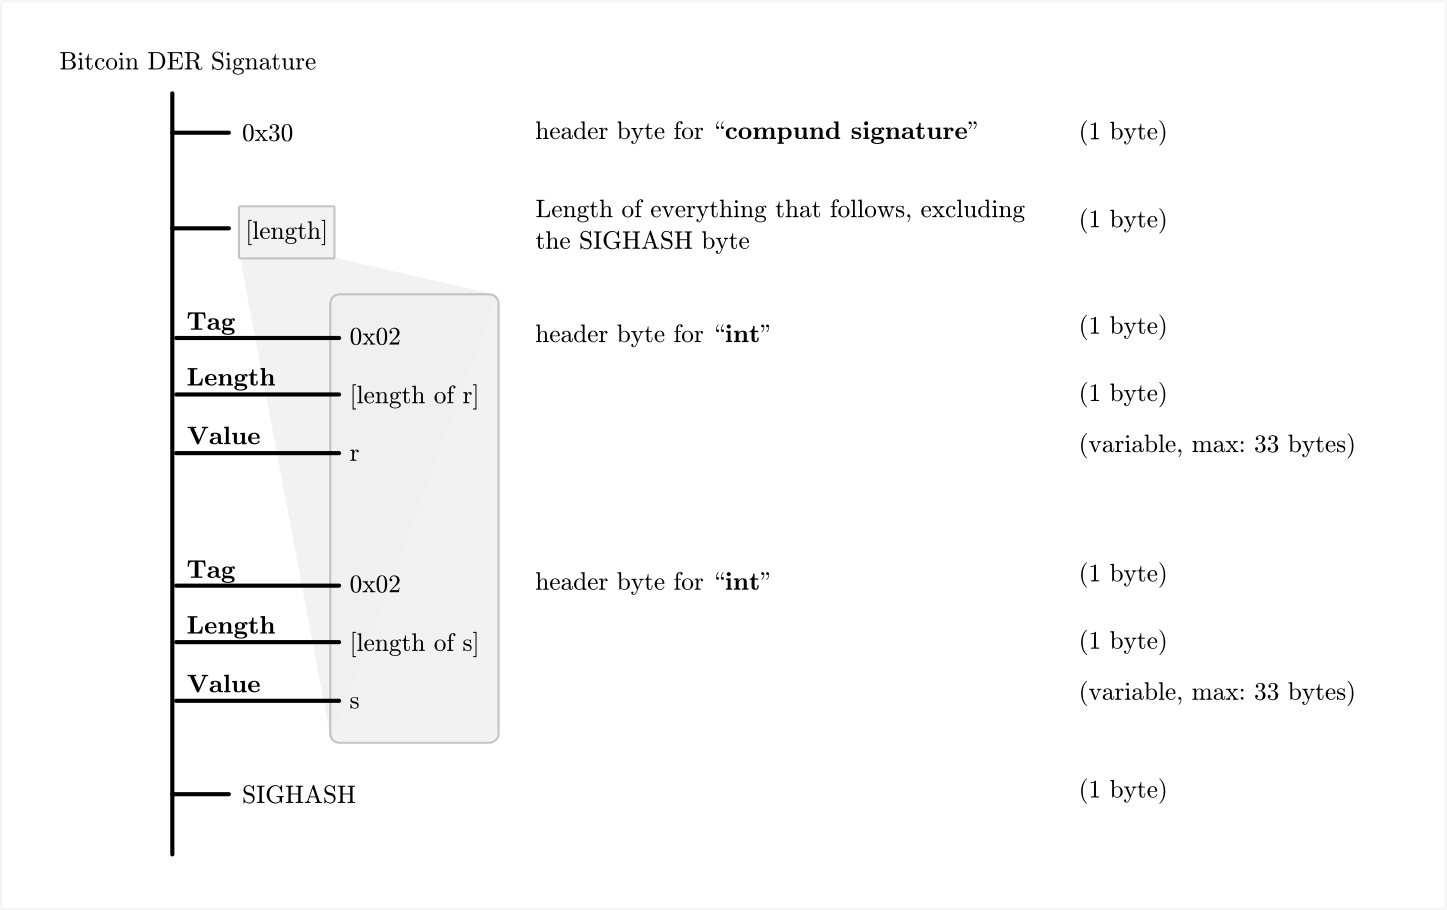 Bitcoin DER Signature
0x30 header byte for “compund signature” (1 byte)
[length] Length of everything that follows, excluding
the SIGHASH byte (1 byte)
Tag 0x02 header byte for “int” (1 byte)
Length [length of r] (1 byte)
Value r (variable, max: 33 bytes)
Tag 0x02 header byte for “int” (1 byte)
Length [length of s] (1 byte)
Value s (variable, max: 33 bytes)
SIGHASH (1 byte)